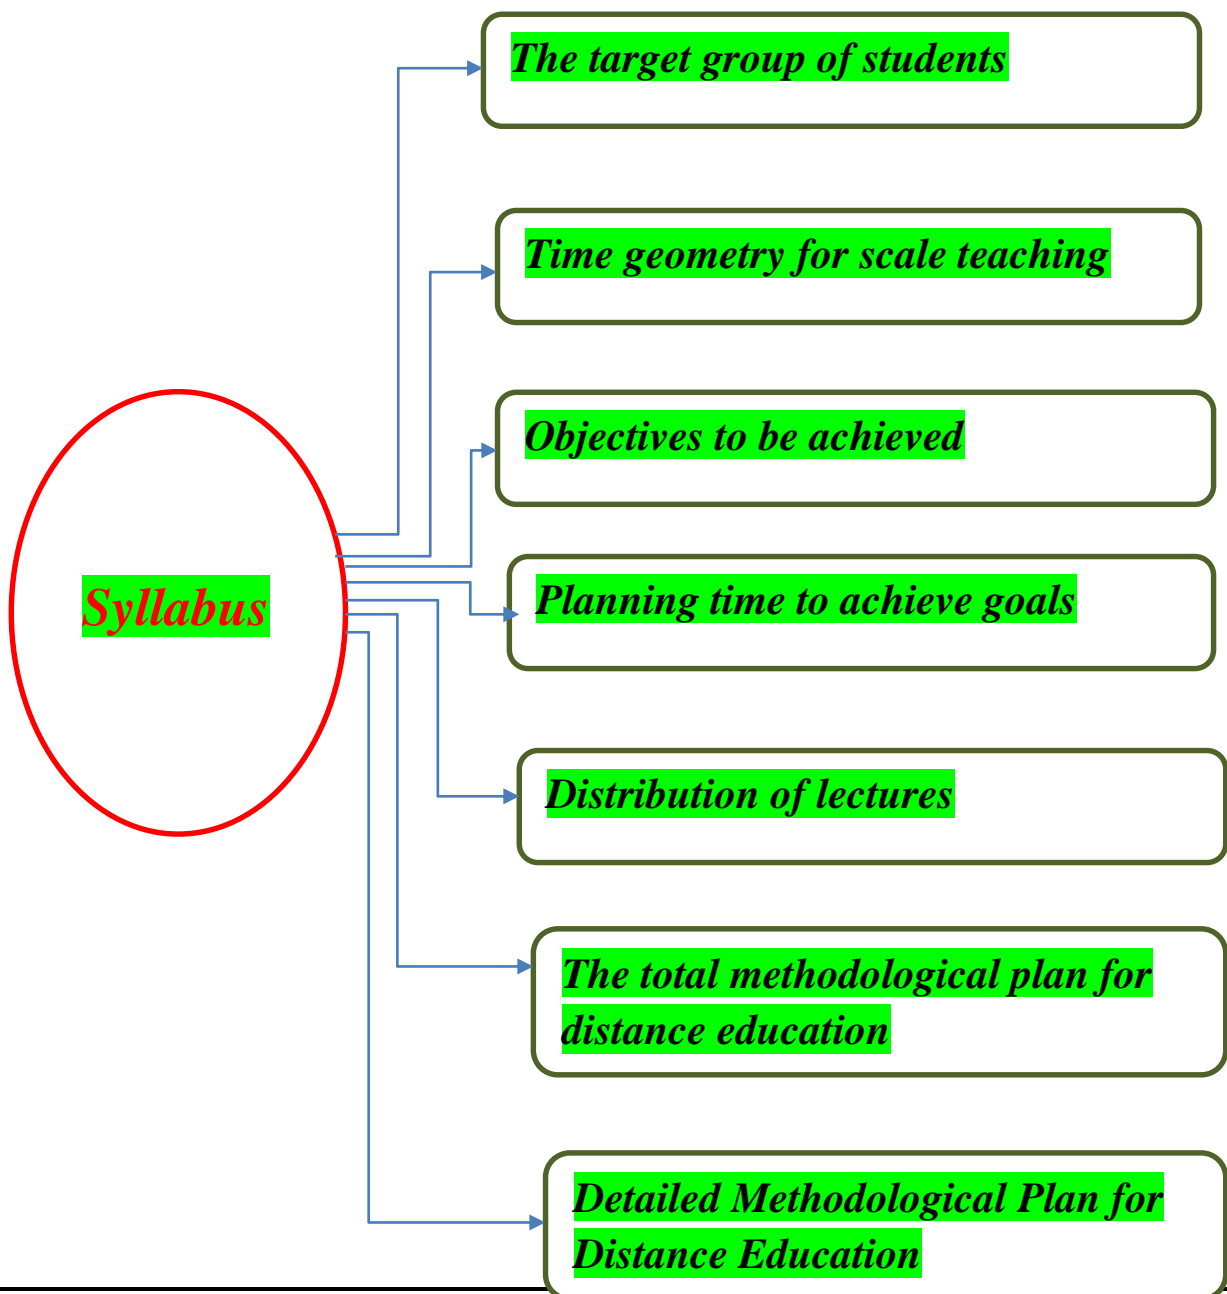 The target group of students
Time geometry for scale teaching
Objectives to be achieved
Syllabus
Planning time to achieve goals
Distribution of lectures
The total methodological plan for
distance education
Detailed Methodological Plan for
Distance Education